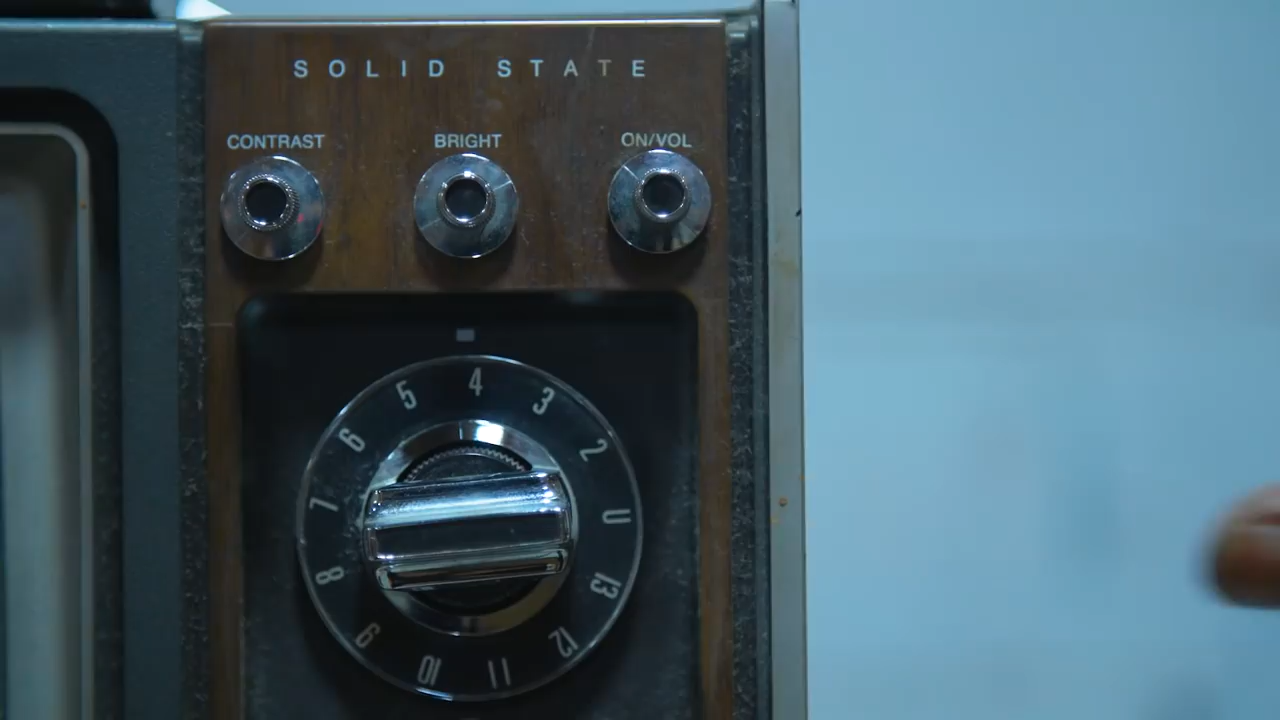 SOLID STATE
CONTRAST BRIGHT ON/VOL
4
5 3
6 2
7 U
8 13
9 12
10 11